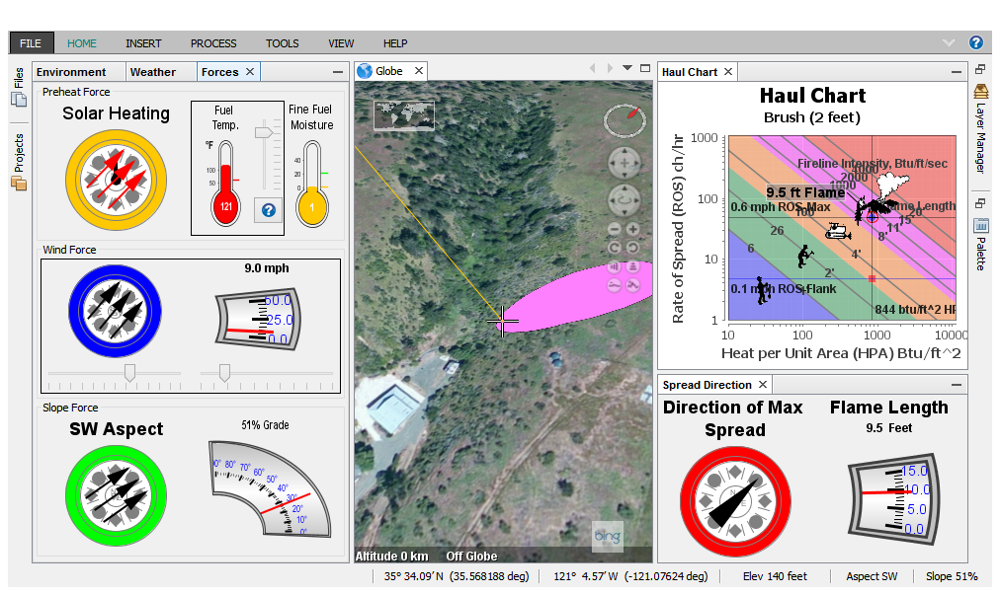 FILE HOME INSERT PROCESS TOOLS VIEW HELP
Files
Projects
Environment Weather Forces
Preheat Force
Solar Heating
Fuel
Temp.
°F
100
50
0
121
Fine Fuel
Moisture
40
20
0
1
Wind Force
9.0 mph
50.0
25.0
0.0
Slope Force
SW Aspect
51% Grade
80° 70° 60° 50° 40° 30° 20° 10° 0°
Globe
bing
Altitude 0 km Off Globe
Haul Chart
Haul Chart
Brush (2 feet)
Rate of Spread (ROS) ch/hr
1000
100
10
1
Fireline Intensity, Btu/ft/sec
4000
2000
1000
9.5 ft Flame
0.6 mph ROS-Max
100
Flame Length
20'
15'
11'
8'
26
6
4'
2'
0.1 mph ROS-Flank
844 btu/ft^2 HP
10 100 1000 10000
Heat per Unit Area (HPA) Btu/ft^2
Spread Direction
Direction of Max
Spread
Flame Length
9.5 Feet
15.0
10.0
5.0
0.0
Layer Manager
Palette
35° 34.09'N (35.568188 deg) 121° 4.57'W (-121.07624 deg) Elev 140 feet Aspect SW Slope 51%